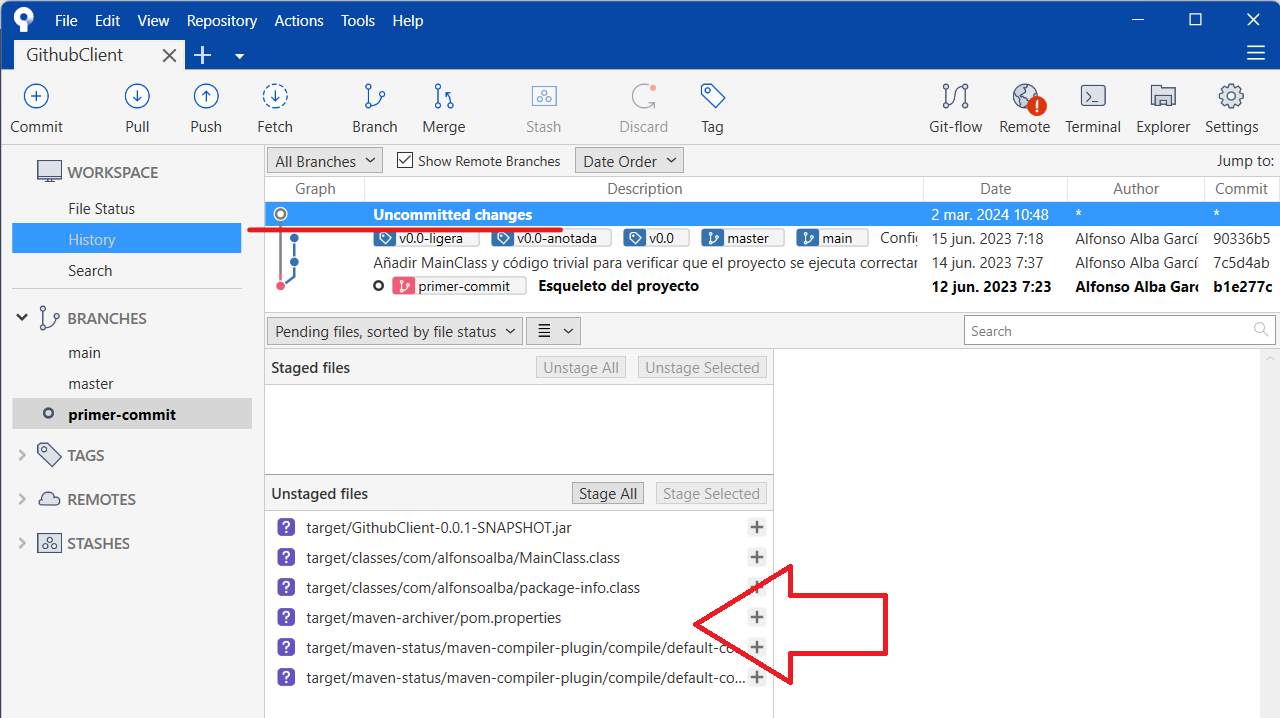 File Edit View Repository Actions Tools Help
GithubClient
Commit Pull Push Fetch Branch Merge Stash Discard Tag Git-flow Remote Terminal Explorer Settings
WORKSPACE
File Status
History
Search
BRANCHES
main
master
primer-commit
TAGS
REMOTES
STASHES
All Branches Show Remote Branches Date Order Jump to:
Graph Description Date Author Commit
Uncommitted changes 2 mar. 2024 10:48 * *
v0.0-ligera v0.0-anotada v0.0 master main Config 15 jun. 2023 7:18 Alfonso Alba Garcí 90336b5
Añadir MainClass y código trivial para verificar que el proyecto se ejecuta correctar 14 jun. 2023 7:37 Alfonso Alba Garcí 7c5d4ab
primer-commit Esqueleto del proyecto 12 jun. 2023 7:23 Alfonso Alba Garc b1e277c
Pending files, sorted by file status Search
Staged files Unstage All Unstage Selected
Unstaged files Stage All Stage Selected
? target/GithubClient-0.0.1-SNAPSHOT.jar +
? target/classes/com/alfonsoalba/MainClass.class +
? target/classes/com/alfonsoalba/package-info.class +
? target/maven-archiver/pom.properties +
? target/maven-status/maven-compiler-plugin/compile/default-co... +
? target/maven-status/maven-compiler-plugin/compile/default-co... +